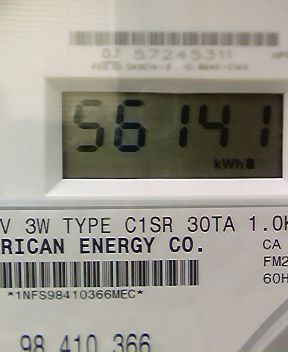 07 57245311
56141
kWh
V 3W TYPE C1SR 30TA 1.0K
RICAN ENERGY CO.
CA
FM2
60H
*1NFS98410366MEC*
98 410 366